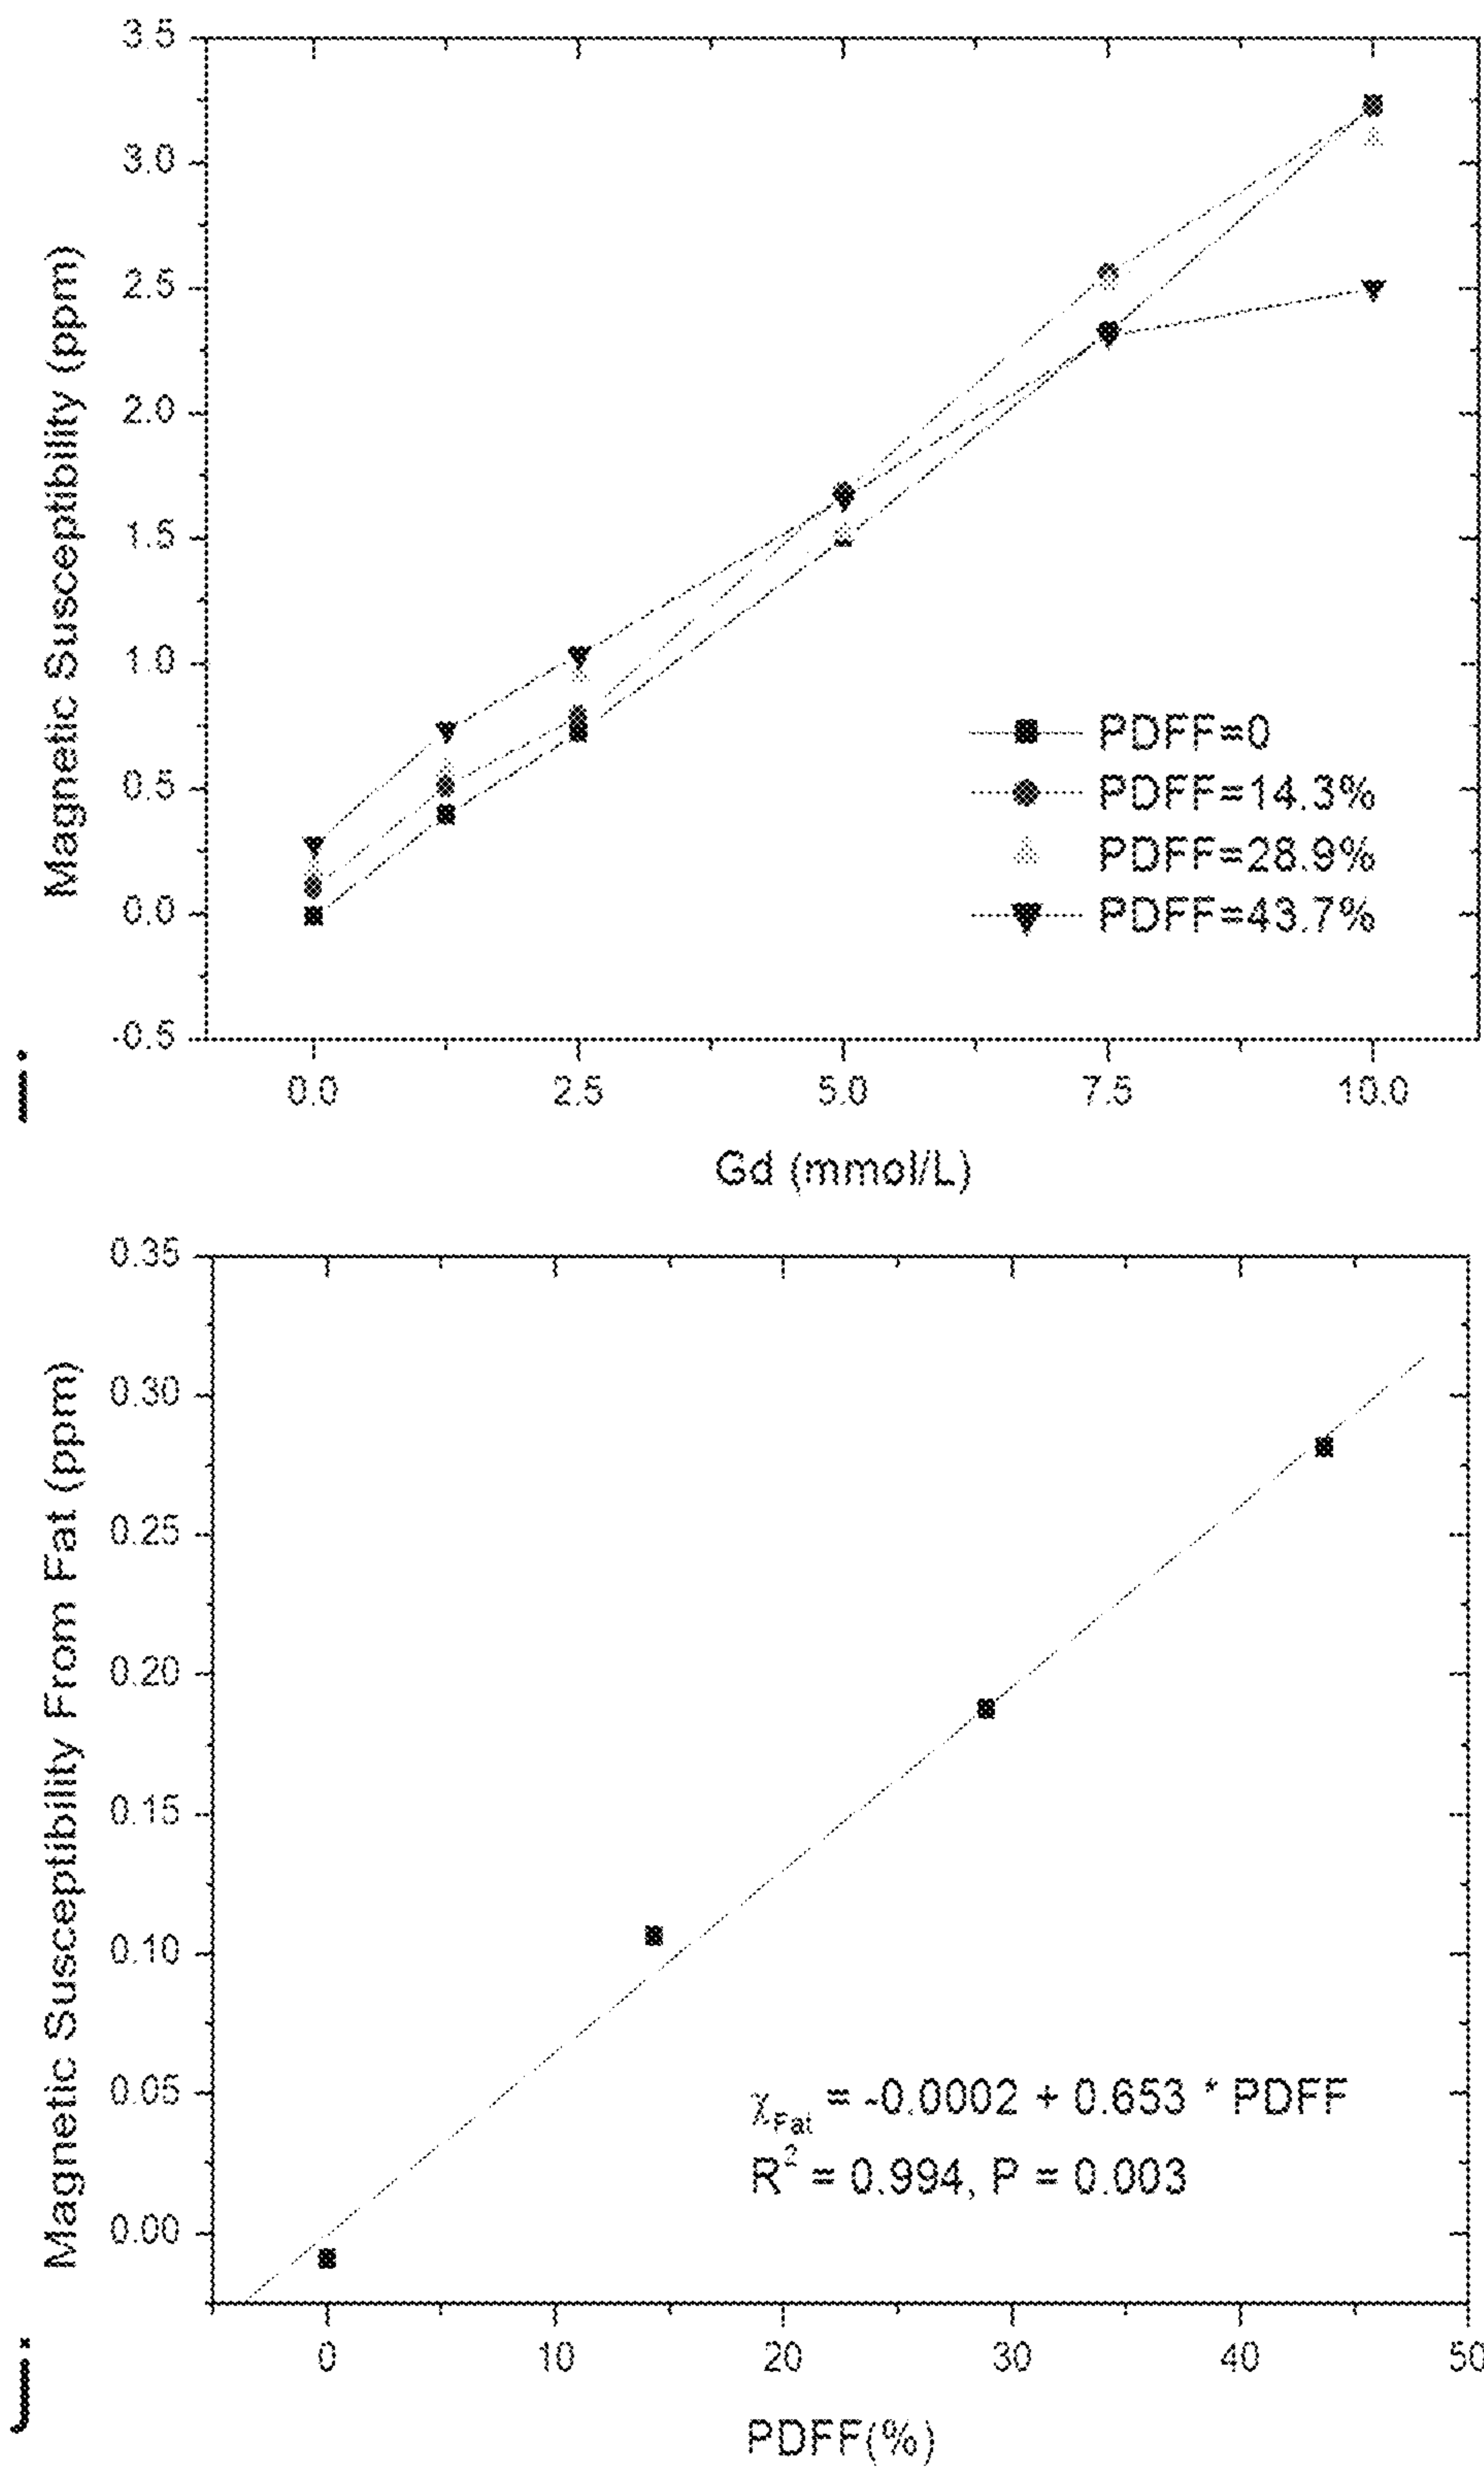 3.5
3.0
2.5
2.0
1.5
1.0
0.5
0.0
-0.5
Magnetic Susceptibility (ppm)
PDFF=0
PDFF=14.3%
PDFF=28.9%
PDFF=43.7%
0.0 2.5 5.0 7.5 10.0
Gd (mmol/L)
i.
0.35
0.30
0.25
0.20
0.15
0.10
0.05
0.00
Magnetic Susceptibility From Fat (ppm)
χFat = -0.0002 + 0.653 * PDFF
R² = 0.994, P = 0.003
0 10 20 30 40 50
PDFF(%)
j.